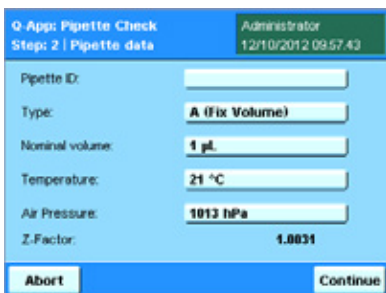 Q-App: Pipette Check
Administrator
Step: 2 | Pipette data
12/10/2012 09.57.43
Pipette ID:
Type: A (Fix Volume)
Nominal volume: 1 µL
Temperature: 21 °C
Air Pressure: 1013 hPa
Z-Factor: 1.0031
Abort
Continue